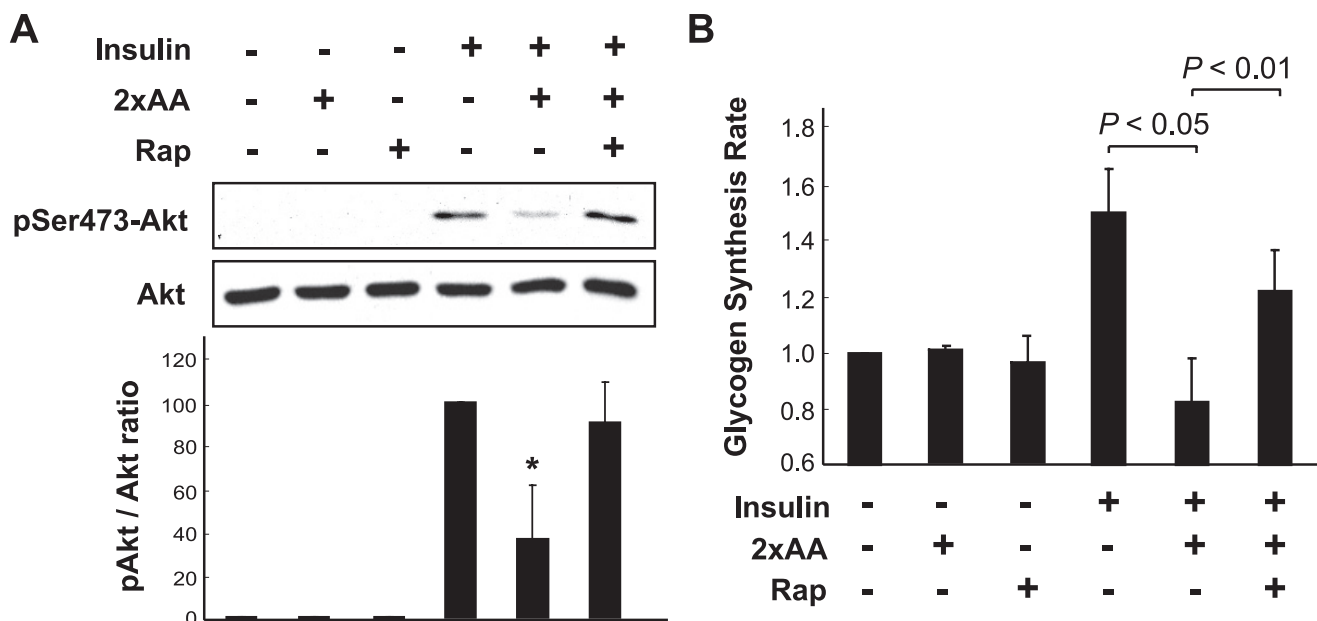 A
Insulin - - - + + +
2xAA - + - - + +
Rap - - + - - +
pSer473-Akt
Akt
pAkt / Akt ratio
120
100
80
60
40
20
0
*
B
Glycogen Synthesis Rate
1.8
1.6
1.4
1.2
1.0
0.8
0.6
P < 0.01
P < 0.05
Insulin - - - + + +
2xAA - + - - + +
Rap - - + - - +